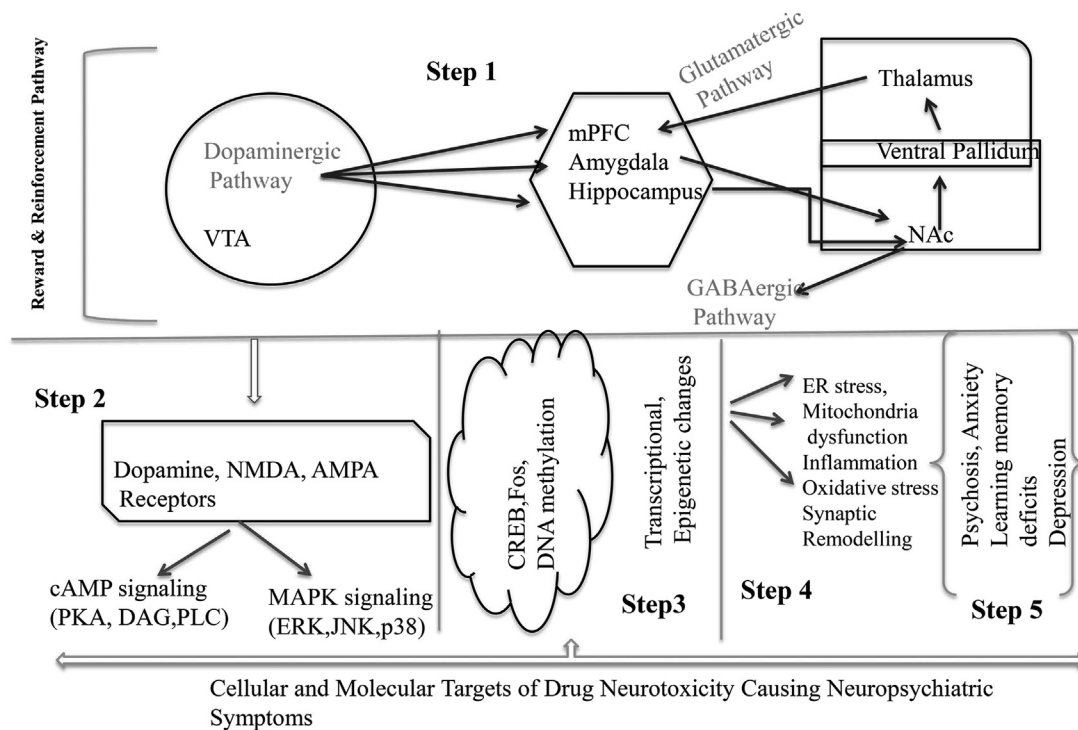 Reward & Reinforcement Pathway
Step 1
Dopaminergic
Pathway
VTA
mPFC
Amygdala
Hippocampus
Glutamatergic
Pathway
Thalamus
Ventral Pallidum
NAc
GABAergic
Pathway
Step 2
Dopamine, NMDA, AMPA
Receptors
cAMP signaling
(PKA, DAG,PLC)
MAPK signaling
(ERK,JNK,p38)
CREB,Fos,
DNA methylation
Transcriptional,
Epigenetic changes
Step3
ER stress,
Mitochondria
dysfunction
Inflammation
Oxidative stress
Synaptic
Remodelling
Step 4
Psychosis, Anxiety
Learning memory
deficits
Depression
Step 5
Cellular and Molecular Targets of Drug Neurotoxicity Causing Neuropsychiatric
Symptoms